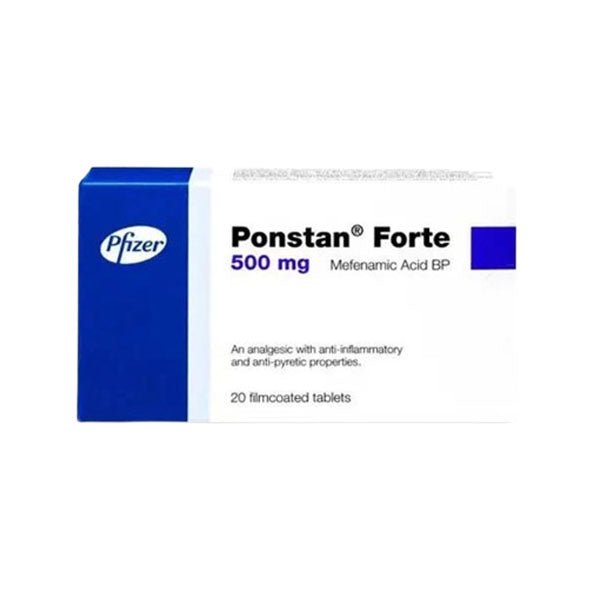 Pfizer
Ponstan® Forte
500 mg Mefenamic Acid BP
An analgesic with anti-inflammatory
and anti-pyretic properties.
20 filmcoated tablets